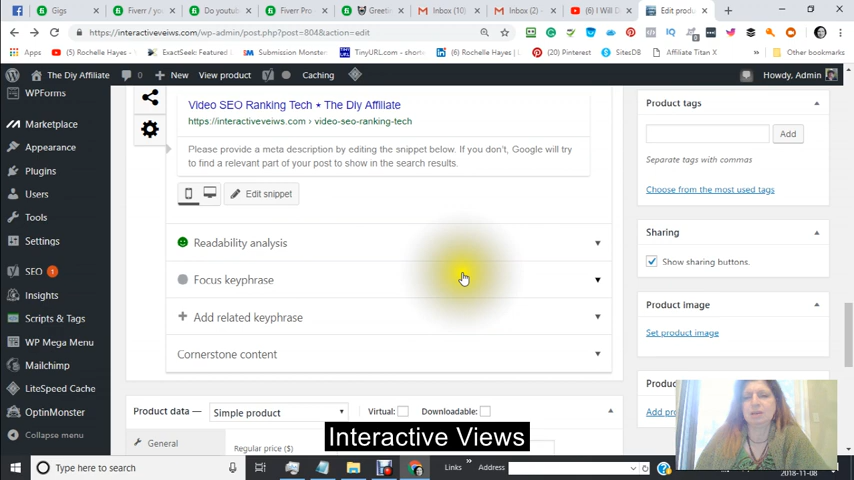 Gigs
Fiverr / y
Do youtub
Fiverr Pro
Greetin
Inbox (10)
Inbox (2)
(6) I Will D
Edit produ
https://interactiveveiws.com/wp-admin/post.php?post=804&action=edit
Apps
(5) Rochelle Hayes |
ExactSeek: Featured
Submission Monster
TinyURL.com - shorte
Rochelle Hayes |
(20) Pinterest
SitesDB
Affiliate Titan X
Other bookmarks
The Diy Affiliate
0
New
View product
Caching
Howdy, Admin
WPForms
Marketplace
Appearance
Plugins
Users
Tools
Settings
SEO 1
Insights
Scripts & Tags
WP Mega Menu
Mailchimp
LiteSpeed Cache
OptinMonster
Collapse menu
Video SEO Ranking Tech • The Diy Affiliate
https://interactiveveiws.com › video-seo-ranking-tech
Please provide a meta description by editing the snippet below. If you don't, Google will try
to find a relevant part of your post to show in the search results.
Edit snippet
Readability analysis
Focus keyphrase
Add related keyphrase
Cornerstone content
Product data — Simple product Virtual: Downloadable:
General
Regular price ($)
Product tags
Add
Separate tags with commas
Choose from the most used tags
Sharing
Show sharing buttons.
Product image
Set product image
Produc
Add pro
Interactive Views
Type here to search
Links
Address
2018-11-08